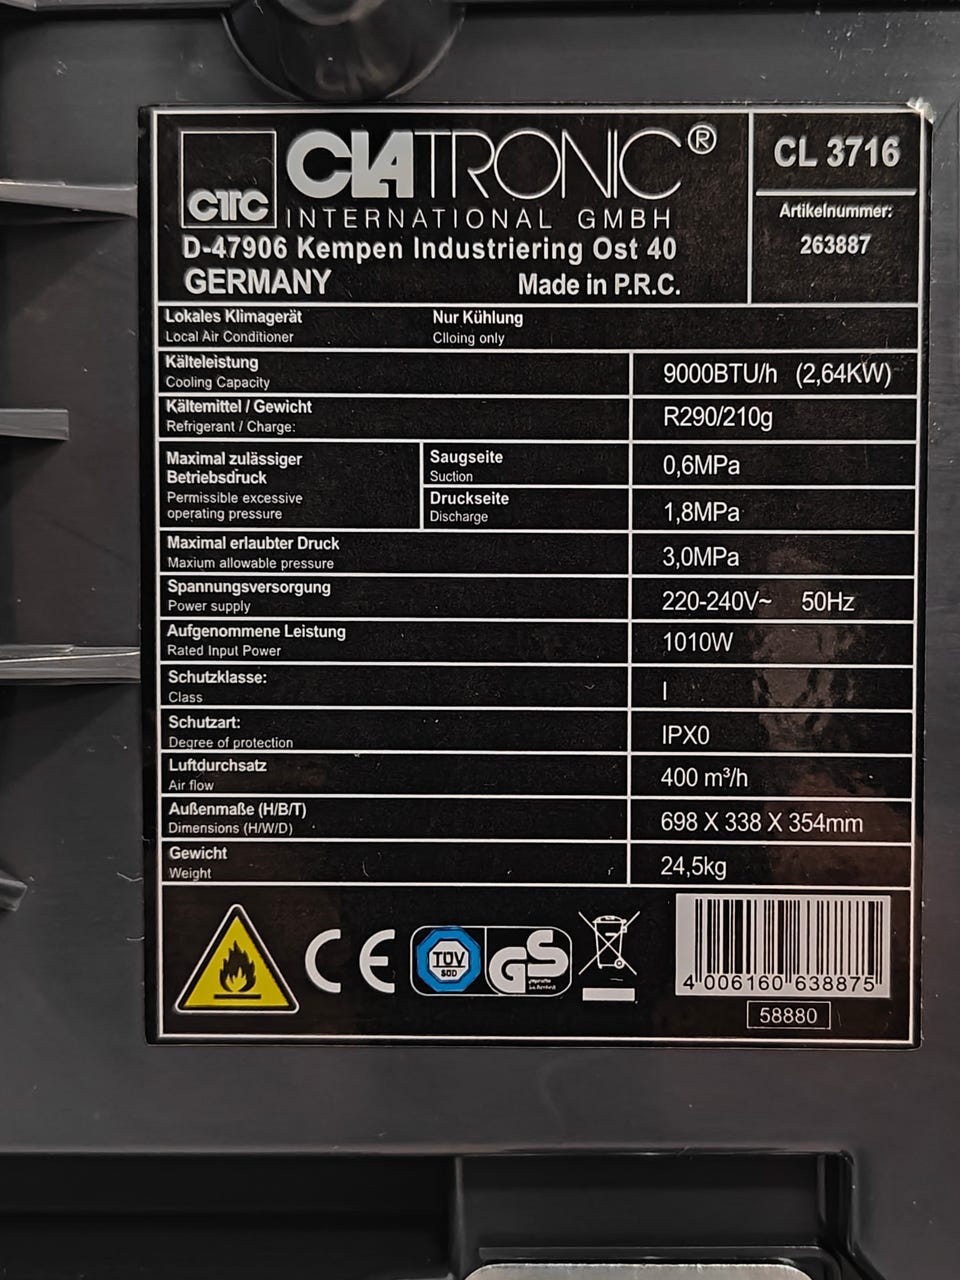 CTC
CLATRONIC®
INTERNATIONAL GMBH
D-47906 Kempen Industriering Ost 40
GERMANY Made in P.R.C.
CL 3716
Artikelnummer:
263887
Lokales Klimagerät Nur Kühlung
Local Air Conditioner Clloing only
Kälteleistung
Cooling Capacity
9000BTU/h (2,64KW)
Kältemittel / Gewicht
Refrigerant / Charge:
R290/210g
Maximal zulässiger
Betriebsdruck
Permissible excessive
operating pressure
Saugseite
Suction
0,6MPa
Druckseite
Discharge
1,8MPa
Maximal erlaubter Druck
Maxium allowable pressure
3,0MPa
Spannungsversorgung
Power supply
220-240V~ 50Hz
Aufgenommene Leistung
Rated Input Power
1010W
Schutzklasse:
Class
I
Schutzart:
Degree of protection
IPX0
Luftdurchsatz
Air flow
400 m³/h
Außenmaße (H/B/T)
Dimensions (H/W/D)
698 X 338 X 354mm
Gewicht
Weight
24,5kg
CE
TÜV
SÜD
GS
geprüfte
Sicherheit
4 006160 638875
58880